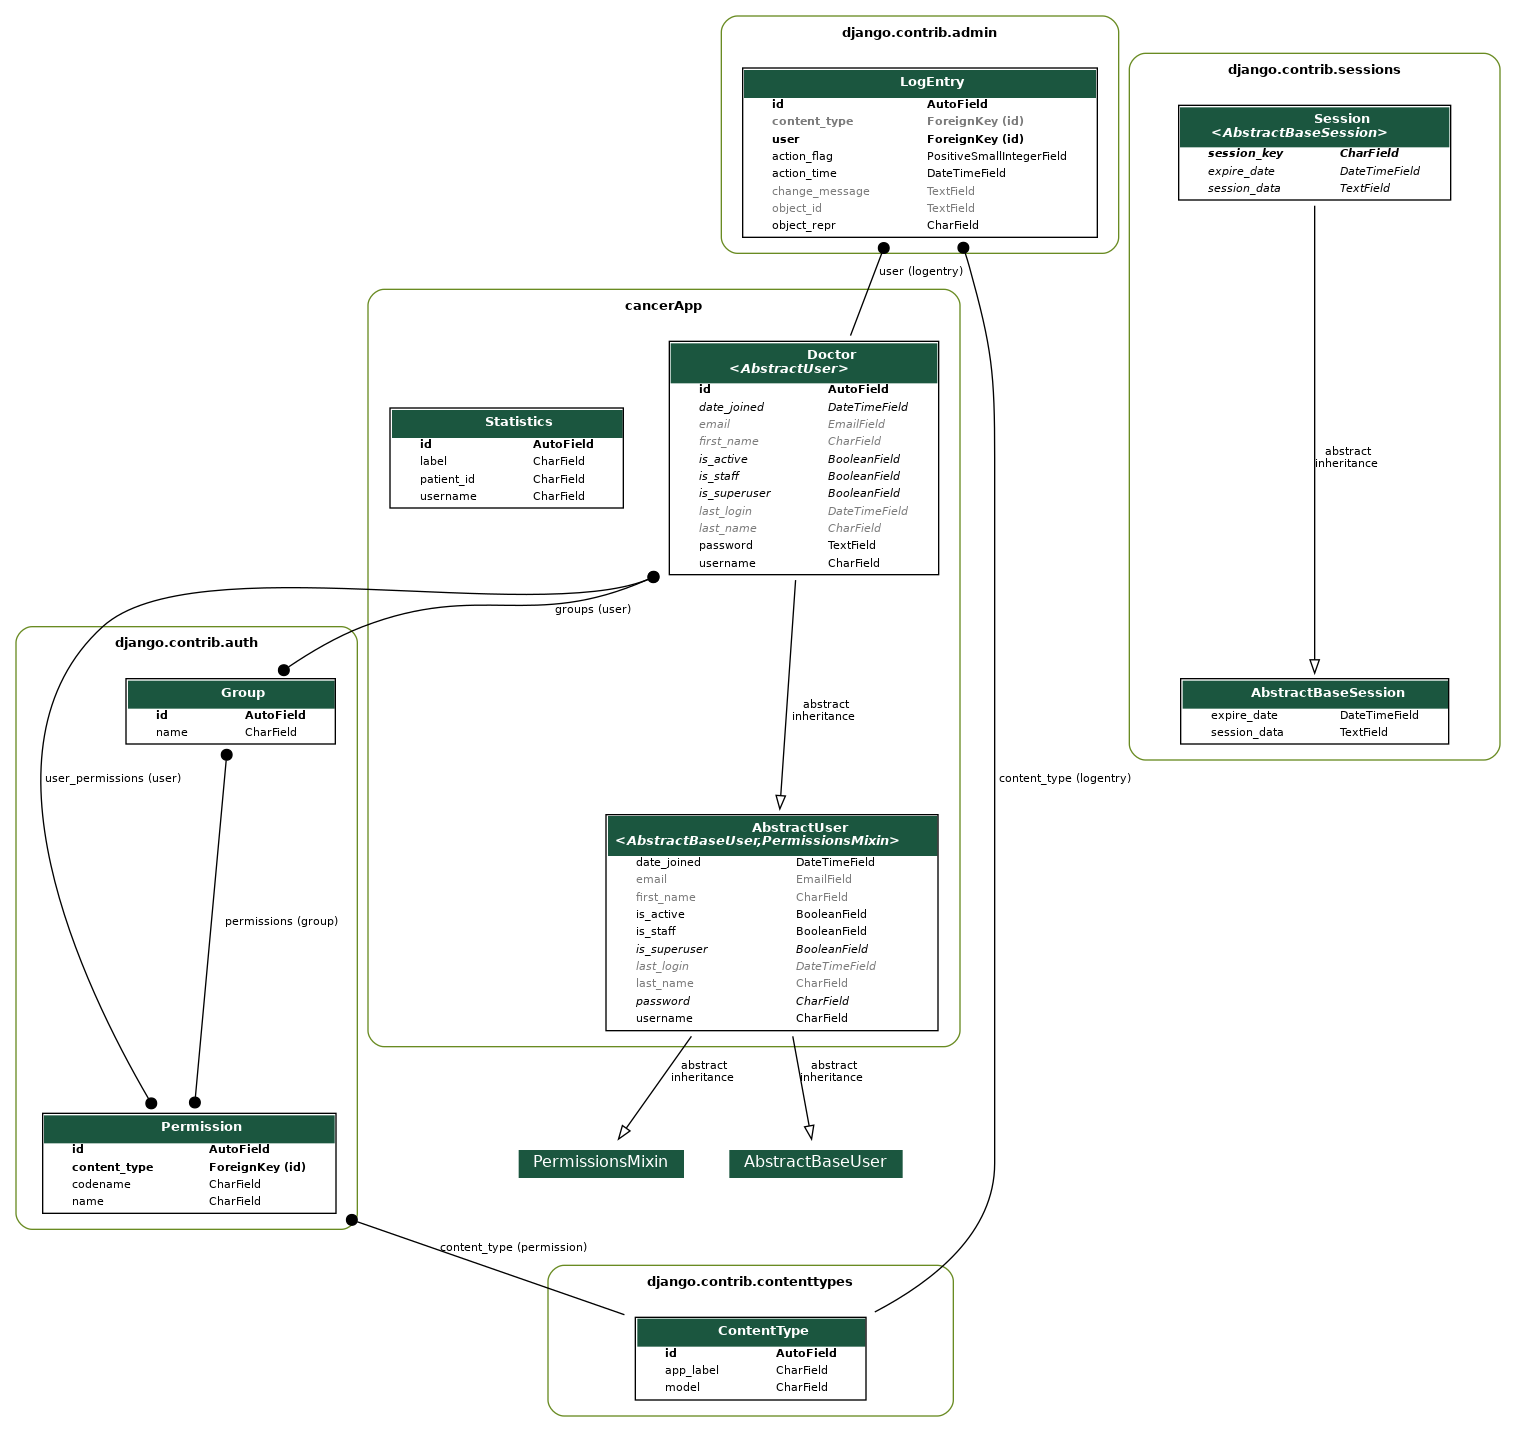 django.contrib.admin
LogEntry
id AutoField
content_type ForeignKey (id)
user ForeignKey (id)
action_flag PositiveSmallIntegerField
action_time DateTimeField
change_message TextField
object_id TextField
object_repr CharField
django.contrib.sessions
Session
<AbstractBaseSession>
session_key CharField
expire_date DateTimeField
session_data TextField
user (logentry)
cancerApp
Doctor
<AbstractUser>
id AutoField
date_joined DateTimeField
email EmailField
first_name CharField
is_active BooleanField
is_staff BooleanField
is_superuser BooleanField
last_login DateTimeField
last_name CharField
password TextField
username CharField
Statistics
id AutoField
label CharField
patient_id CharField
username CharField
abstract
inheritance
groups (user)
django.contrib.auth
Group
id AutoField
name CharField
abstract
inheritance
AbstractBaseSession
expire_date DateTimeField
session_data TextField
user_permissions (user)
content_type (logentry)
AbstractUser
<AbstractBaseUser,PermissionsMixin>
date_joined DateTimeField
email EmailField
first_name CharField
is_active BooleanField
is_staff BooleanField
is_superuser BooleanField
last_login DateTimeField
last_name CharField
password CharField
username CharField
permissions (group)
abstract
inheritance
abstract
inheritance
Permission
id AutoField
content_type ForeignKey (id)
codename CharField
name CharField
PermissionsMixin
AbstractBaseUser
content_type (permission)
django.contrib.contenttypes
ContentType
id AutoField
app_label CharField
model CharField